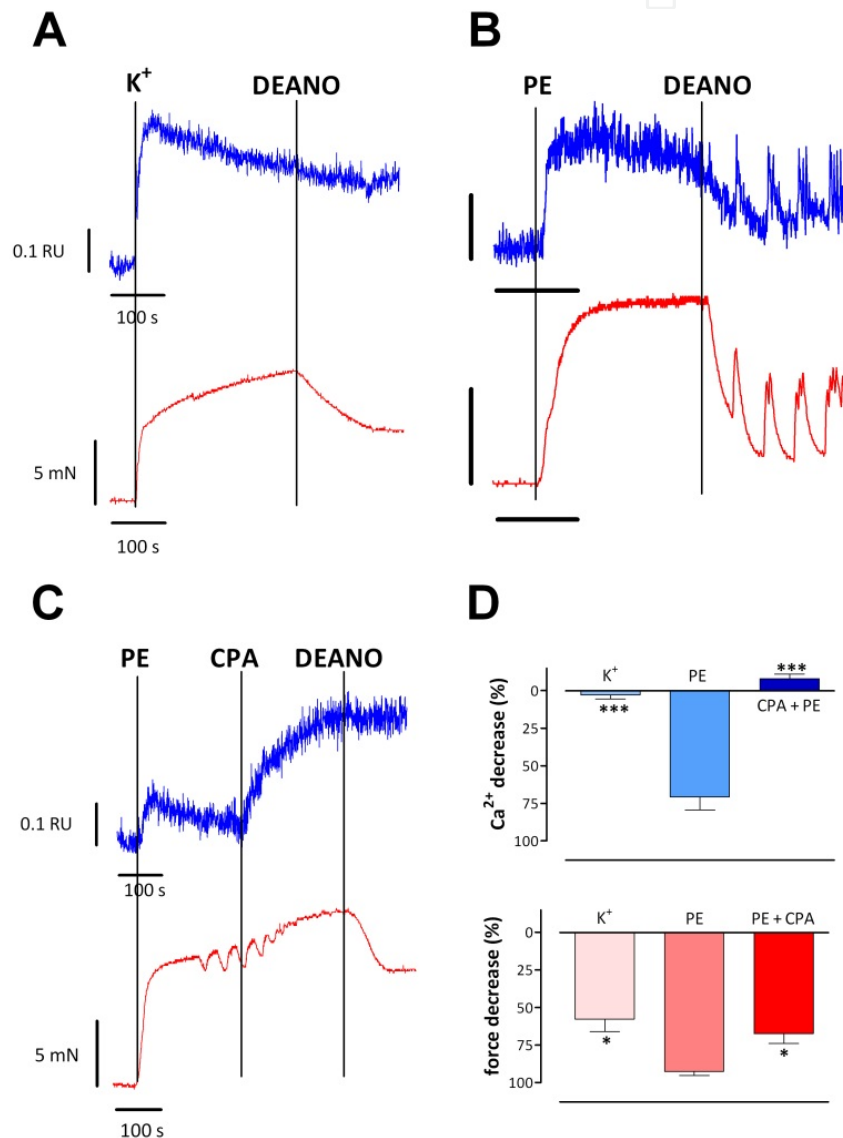 A
K+ DEANO
0.1 RU
100 s
5 mN
100 s
B
PE DEANO
C
PE CPA DEANO
0.1 RU
100 s
5 mN
100 s
D
Ca2+ decrease (%)
0
25
50
75
100
K+ PE ***
*** CPA + PE
force decrease (%)
0
25
50
75
100
K+ PE PE + CPA
* *